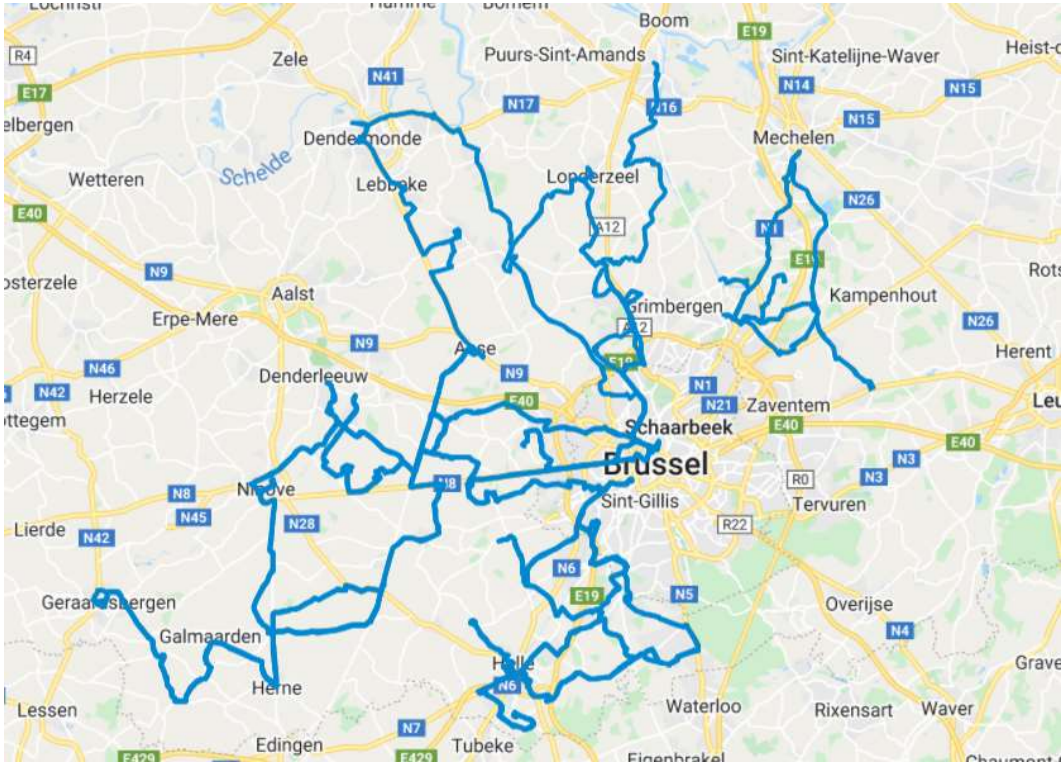 Boom
E19
Puurs-Sint-Amands
Sint-Katelijne-Waver
R4
Zele
N41
Heist-
E17
N17
N16
N14
N15
elbergen
N15
Dendermonde
Mechelen
Schelde
Wetteren
Lebbeke
Londerzeel
N26
E40
A12
N1
E19
N9
Rots
osterzele
Aalst
Kampenhout
Grimbergen
Erpe-Mere
N26
N9
Asse
Herent
N46
E19
Denderleeuw
N9
N1
N42
Herzele
E40
N21
Zaventem
Leu
ottegem
Schaarbeek
E40
E40
Brussel
N3
N8
Ninove
N8
R0
N3
Sint-Gillis
Tervuren
N45
Lierde
N28
R22
N42
N6
E19
N5
Geraardsbergen
Overijse
Galmaarden
N4
Halle
Grave
Herne
N6
Lessen
Waterloo
Rixensart
Waver
N7
Edingen
Tubeke
E429
E429
Eigenbrakel
Chaumont-G